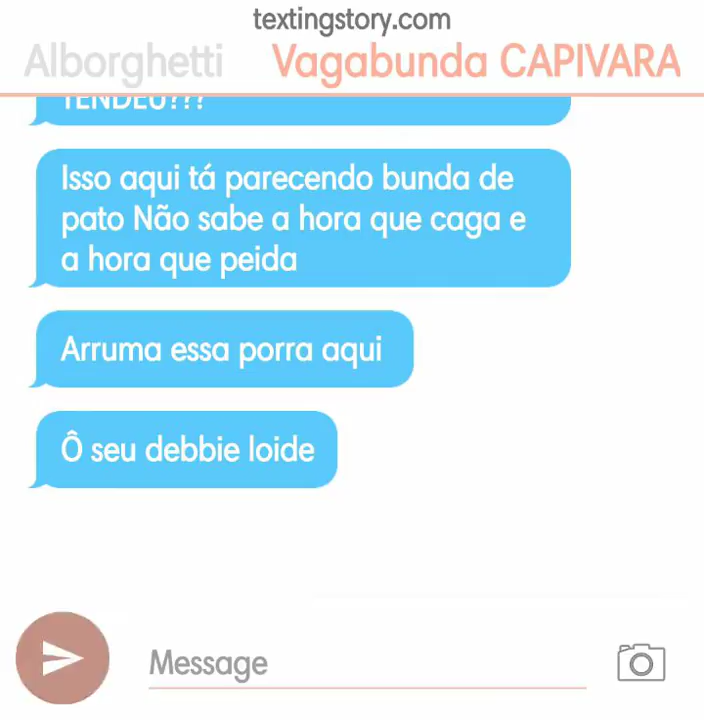 textingstory.com
Alborghetti Vagabunda CAPIVARA
TENDEU???
Isso aqui tá parecendo bunda de
pato Não sabe a hora que caga e
a hora que peida
Arruma essa porra aqui
Ô seu debbie loide
Message